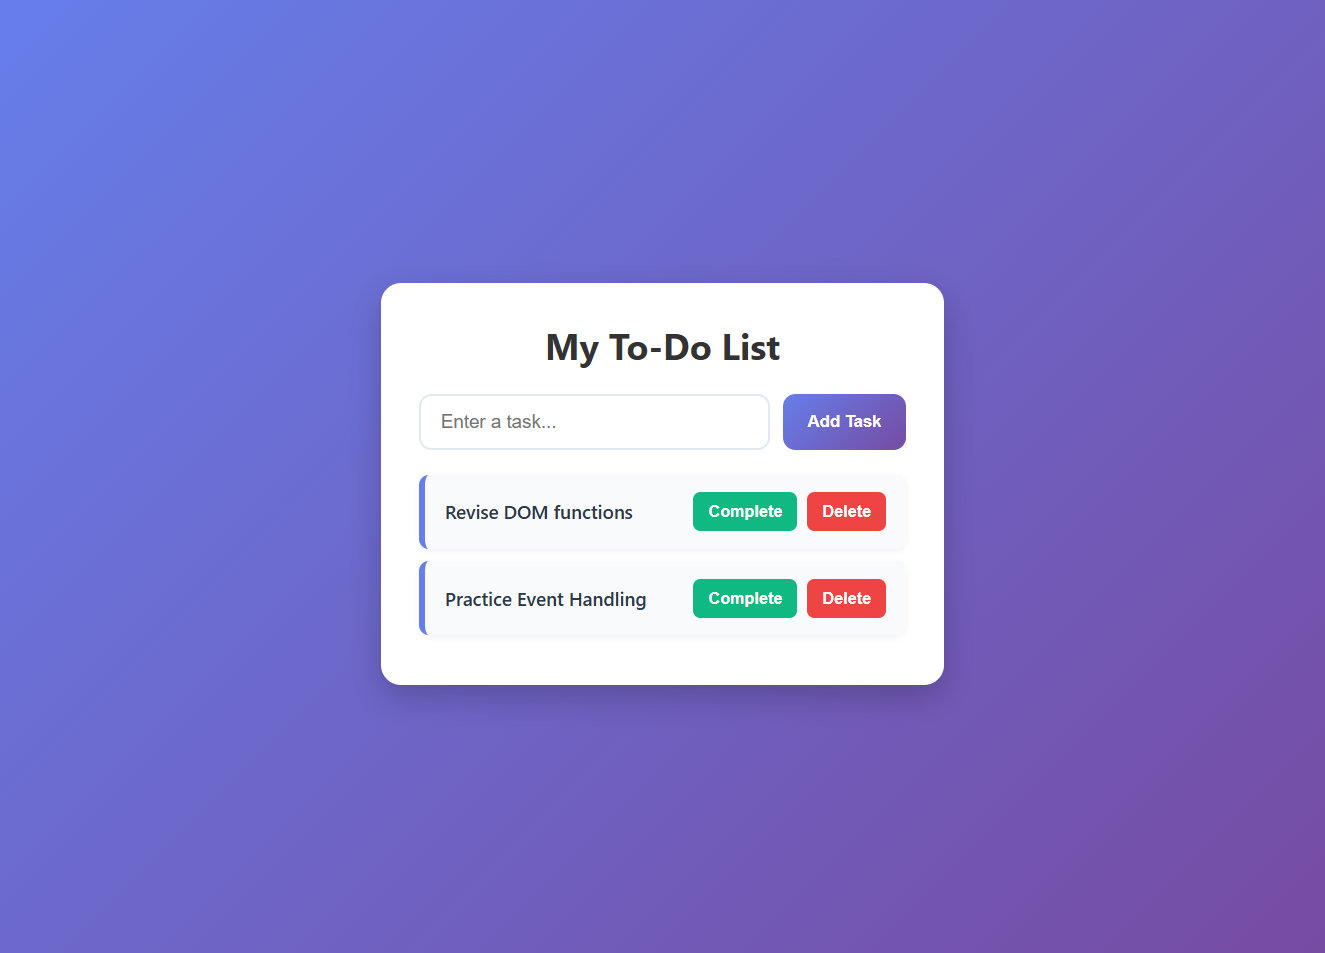 My To-Do List
Enter a task... Add Task
Revise DOM functions Complete Delete
Practice Event Handling Complete Delete